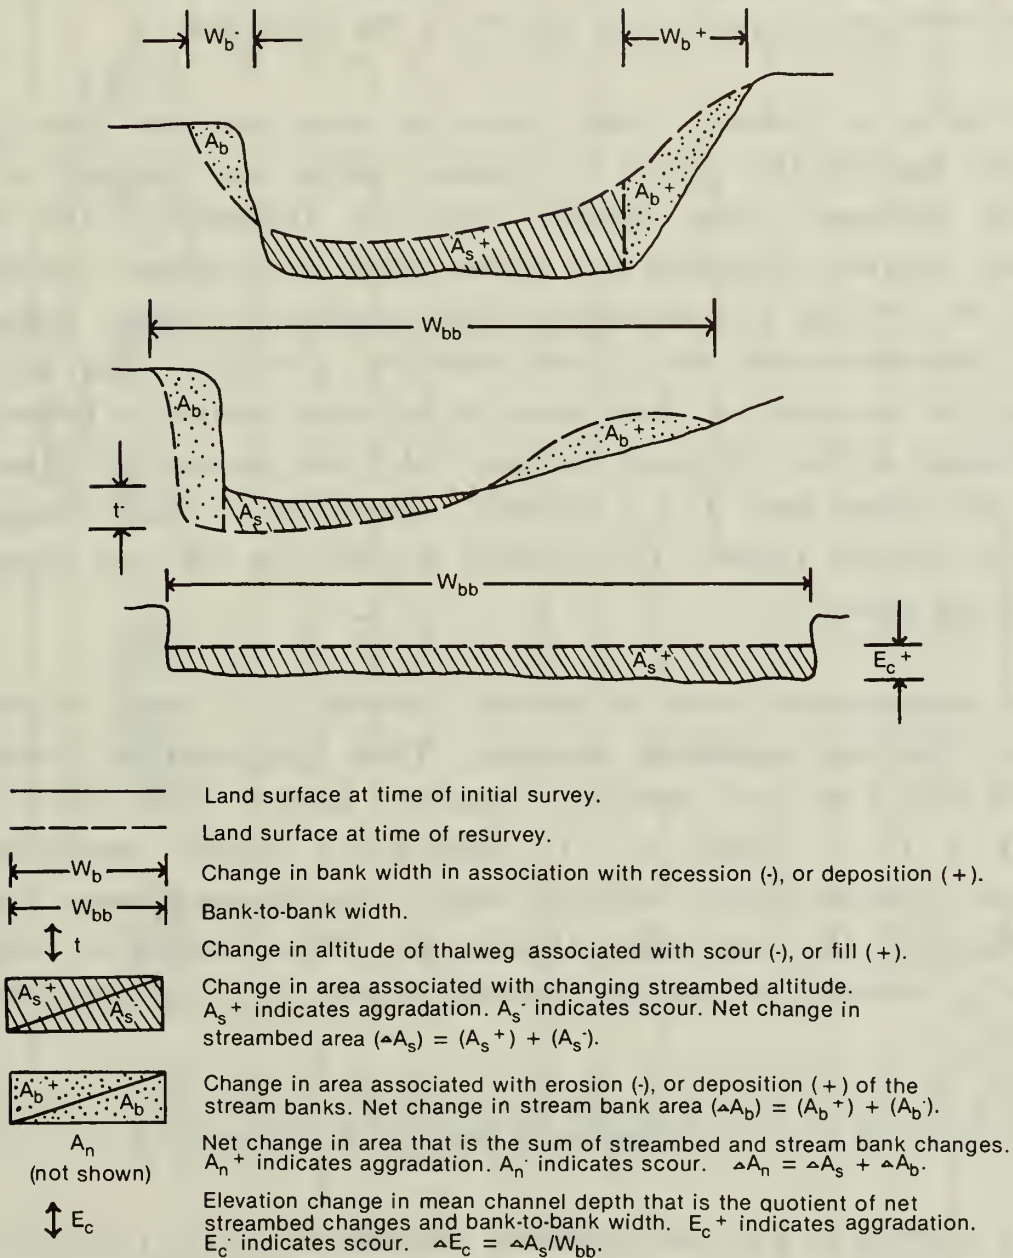 W_b^- W_b^+
A_b
A_b^+
A_s^+
W_bb
A_b
A_b^+
t^-
A_s^-
W_bb
A_s^+ E_c^+
Land surface at time of initial survey.
Land surface at time of resurvey.
W_b Change in bank width in association with recession (-), or deposition (+).
W_bb Bank-to-bank width.
t Change in altitude of thalweg associated with scour (-), or fill (+).
A_s^+ Change in area associated with changing streambed altitude.
A_s^- A_s^+ indicates aggradation. A_s^- indicates scour. Net change in
streambed area (△A_s) = (A_s^+) + (A_s^-).
A_b^+ Change in area associated with erosion (-), or deposition (+) of the
A_b^- stream banks. Net change in stream bank area (△A_b) = (A_b^+) + (A_b^-).
A_n Net change in area that is the sum of streambed and stream bank changes.
(not shown) A_n^+ indicates aggradation. A_n^- indicates scour. △A_n = △A_s + △A_b.
Elevation change in mean channel depth that is the quotient of net
E_c streambed changes and bank-to-bank width. E_c^+ indicates aggradation.
E_c^- indicates scour. △E_c = △A_s/W_bb.